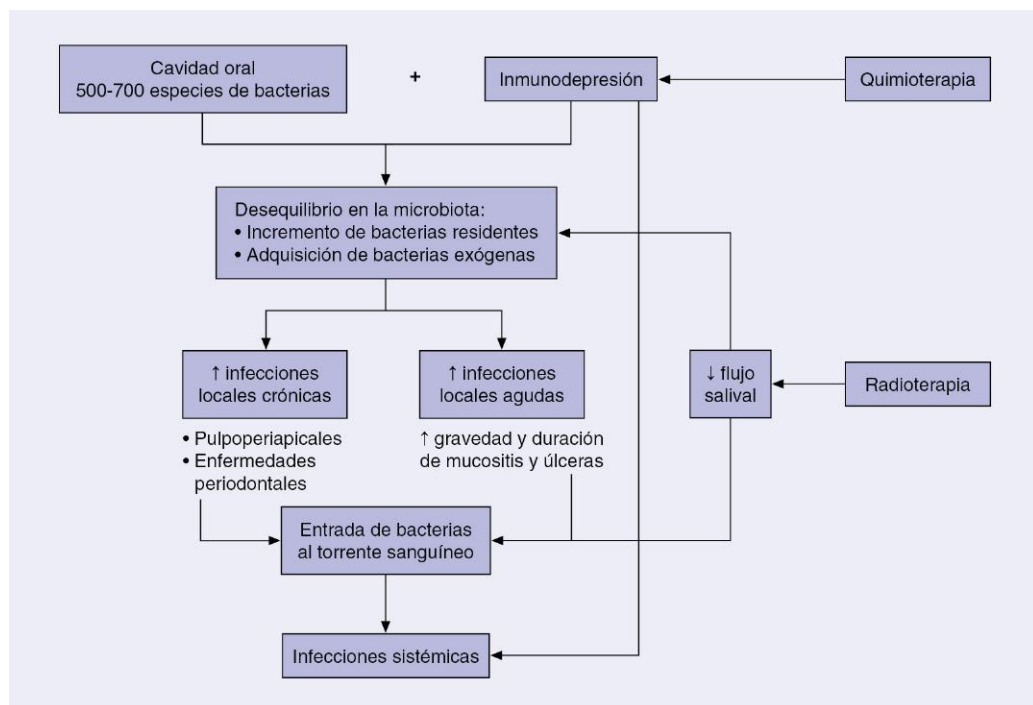 Cavidad oral
500-700 especies de bacterias
+
Inmunodepresión
Quimioterapia
Desequilibrio en la microbiota:
• Incremento de bacterias residentes
• Adquisición de bacterias exógenas
↑ infecciones
locales crónicas
↑ infecciones
locales agudas
↓ flujo
salival
Radioterapia
• Pulpoperiapicales
• Enfermedades
periodontales
↑ gravedad y duración
de mucositis y úlceras
Entrada de bacterias
al torrente sanguíneo
Infecciones sistémicas